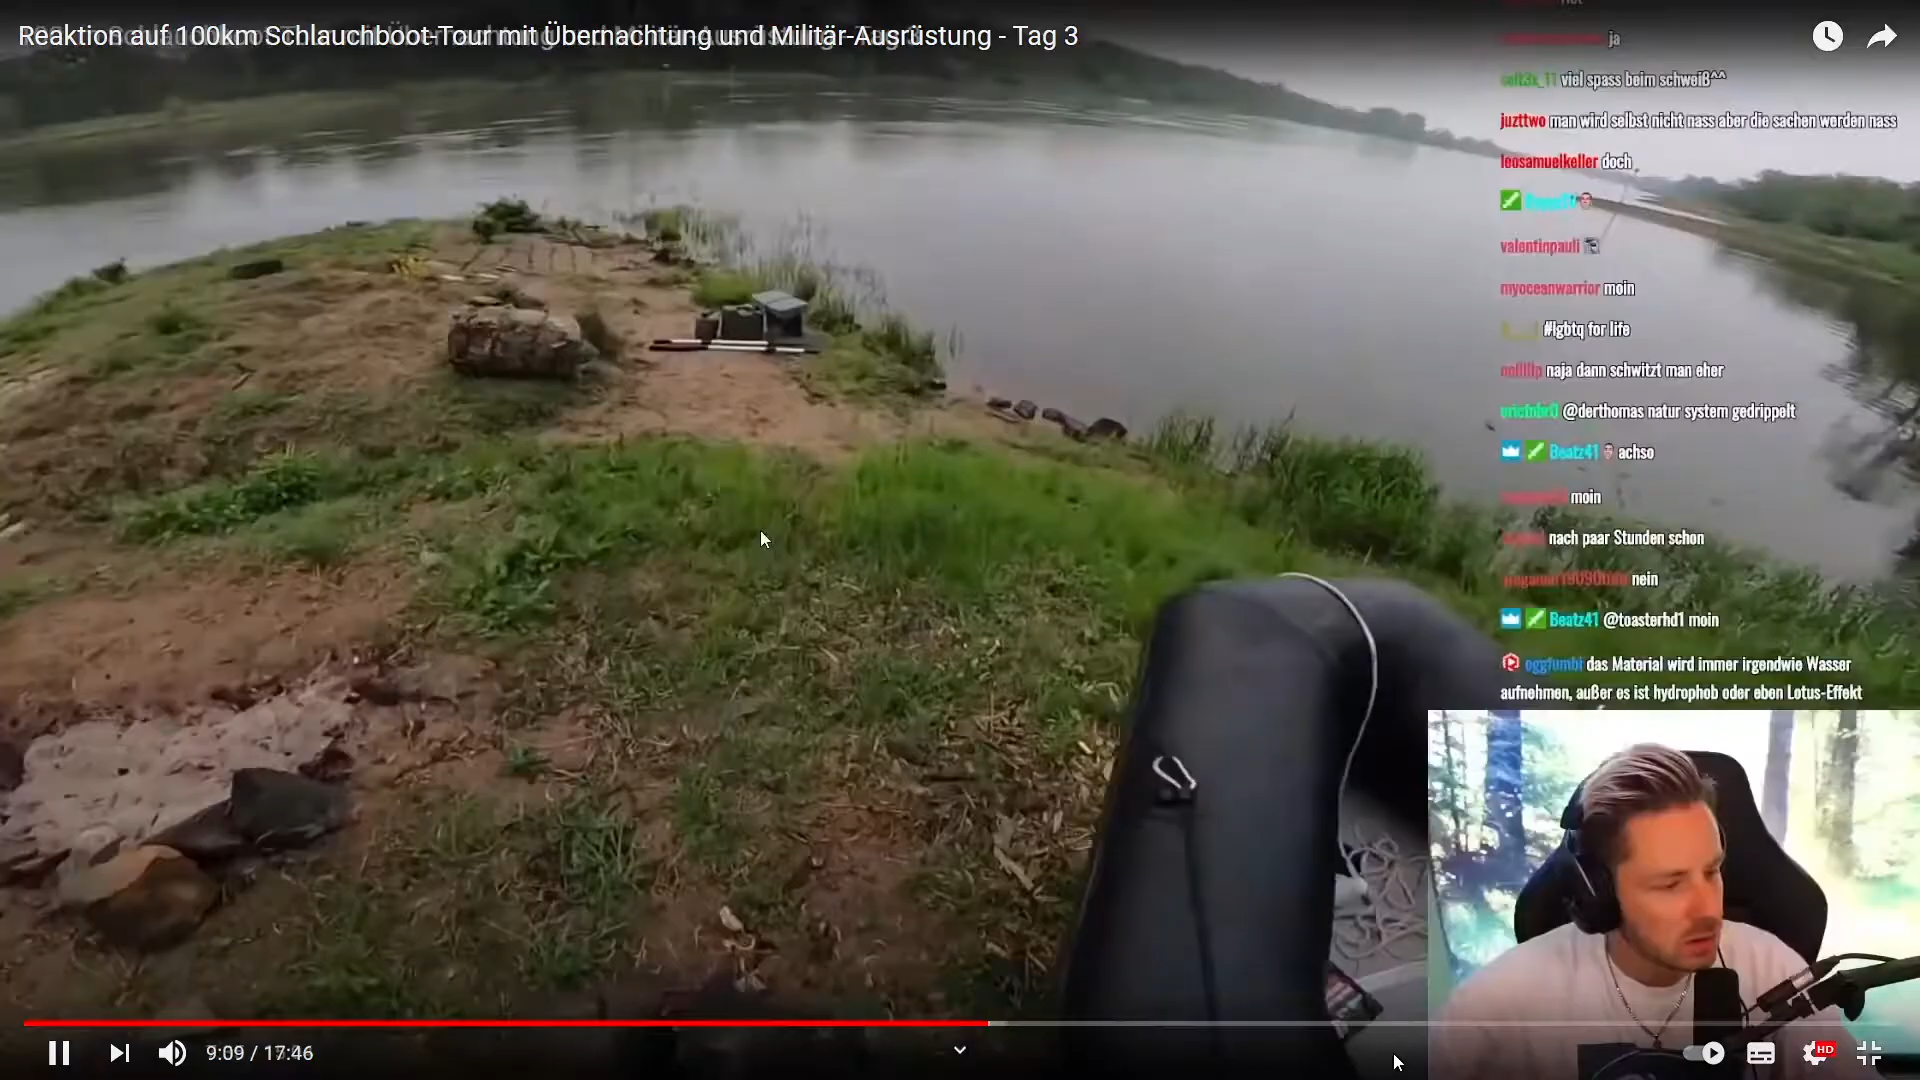 Reaktion auf 100km Schlauchboot-Tour mit Übernachtung und Militär-Ausrüstung - Tag 3
ja
viel spass beim schweiß^^
juzttwo man wird selbst nicht nass aber die sachen werden nass
leosamuelkeller doch
valentinpauli
myoceanwarrior moin
#lgbtq for life
naja dann schwitzt man eher
@derthomas natur system gedrippelt
Beatz41 achso
moin
nach paar Stunden schon
nein
Beatz41 @toasterhd1 moin
oggfumbi das Material wird immer irgendwie Wasser
aufnehmen, außer es ist hydrophob oder eben Lotus-Effekt
9:09 / 17:46
HD